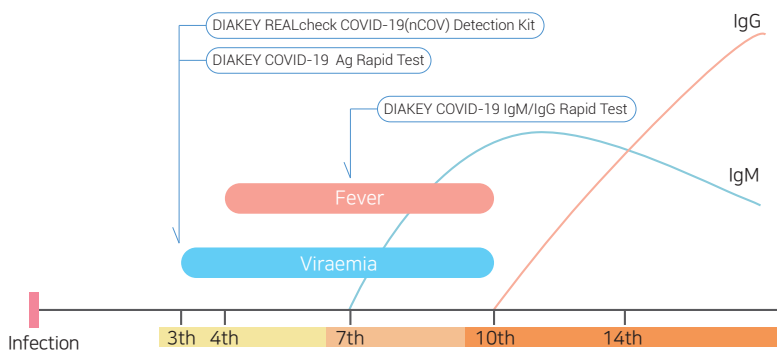 DIAKEY REALcheck COVID-19(nCOV) Detection Kit
IgG
DIAKEY COVID-19 Ag Rapid Test
DIAKEY COVID-19 IgM/IgG Rapid Test
IgM
Fever
Viraemia
Infection
3th 4th 7th 10th 14th